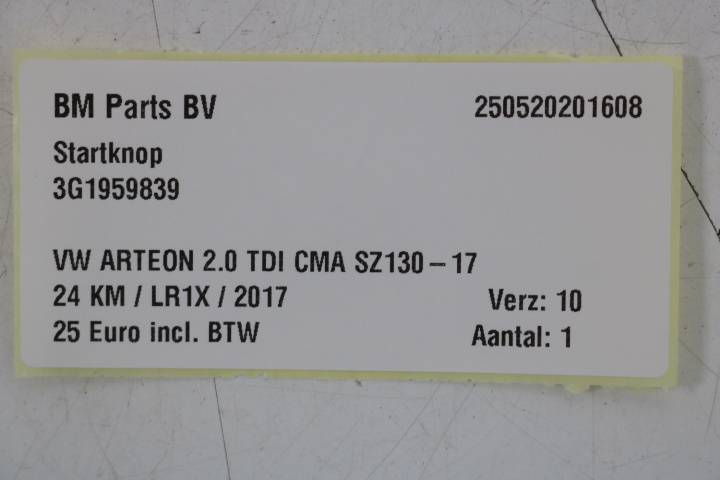 BM Parts BV 250520201608
Startknop
3G1959839
VW ARTEON 2.0 TDI CMA SZ130-17
24 KM / LR1X / 2017 Verz: 10
25 Euro incl. BTW Aantal: 1